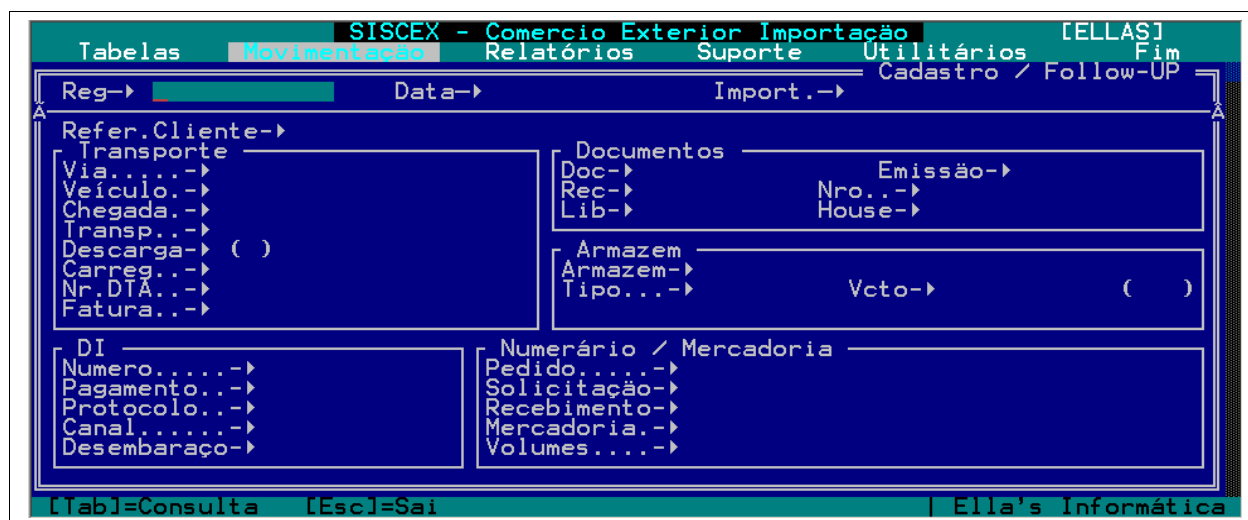 SISCEX - Comercio Exterior Importação [ELLAS]
Tabelas Movimentação Relatórios Suporte Utilitários Fim
Cadastro / Follow-UP
Reg-> Data-> Import.->
Refer.Cliente->
Transporte
Via.....->
Veículo.->
Chegada.->
Transp..->
Descarga-> ( )
Carreg..->
Nr.DTA..->
Fatura..->
Documentos
Doc-> Emissão->
Rec-> Nro..->
Lib-> House->
Armazem
Armazem->
Tipo...-> Vcto-> ( )
DI
Numero.....->
Pagamento..->
Protocolo..->
Canal......->
Desembaraço->
Numerário / Mercadoria
Pedido.....->
Solicitação->
Recebimento->
Mercadoria.->
Volumes....->
[Tab]=Consulta [Esc]=Sai | Ella's Informática